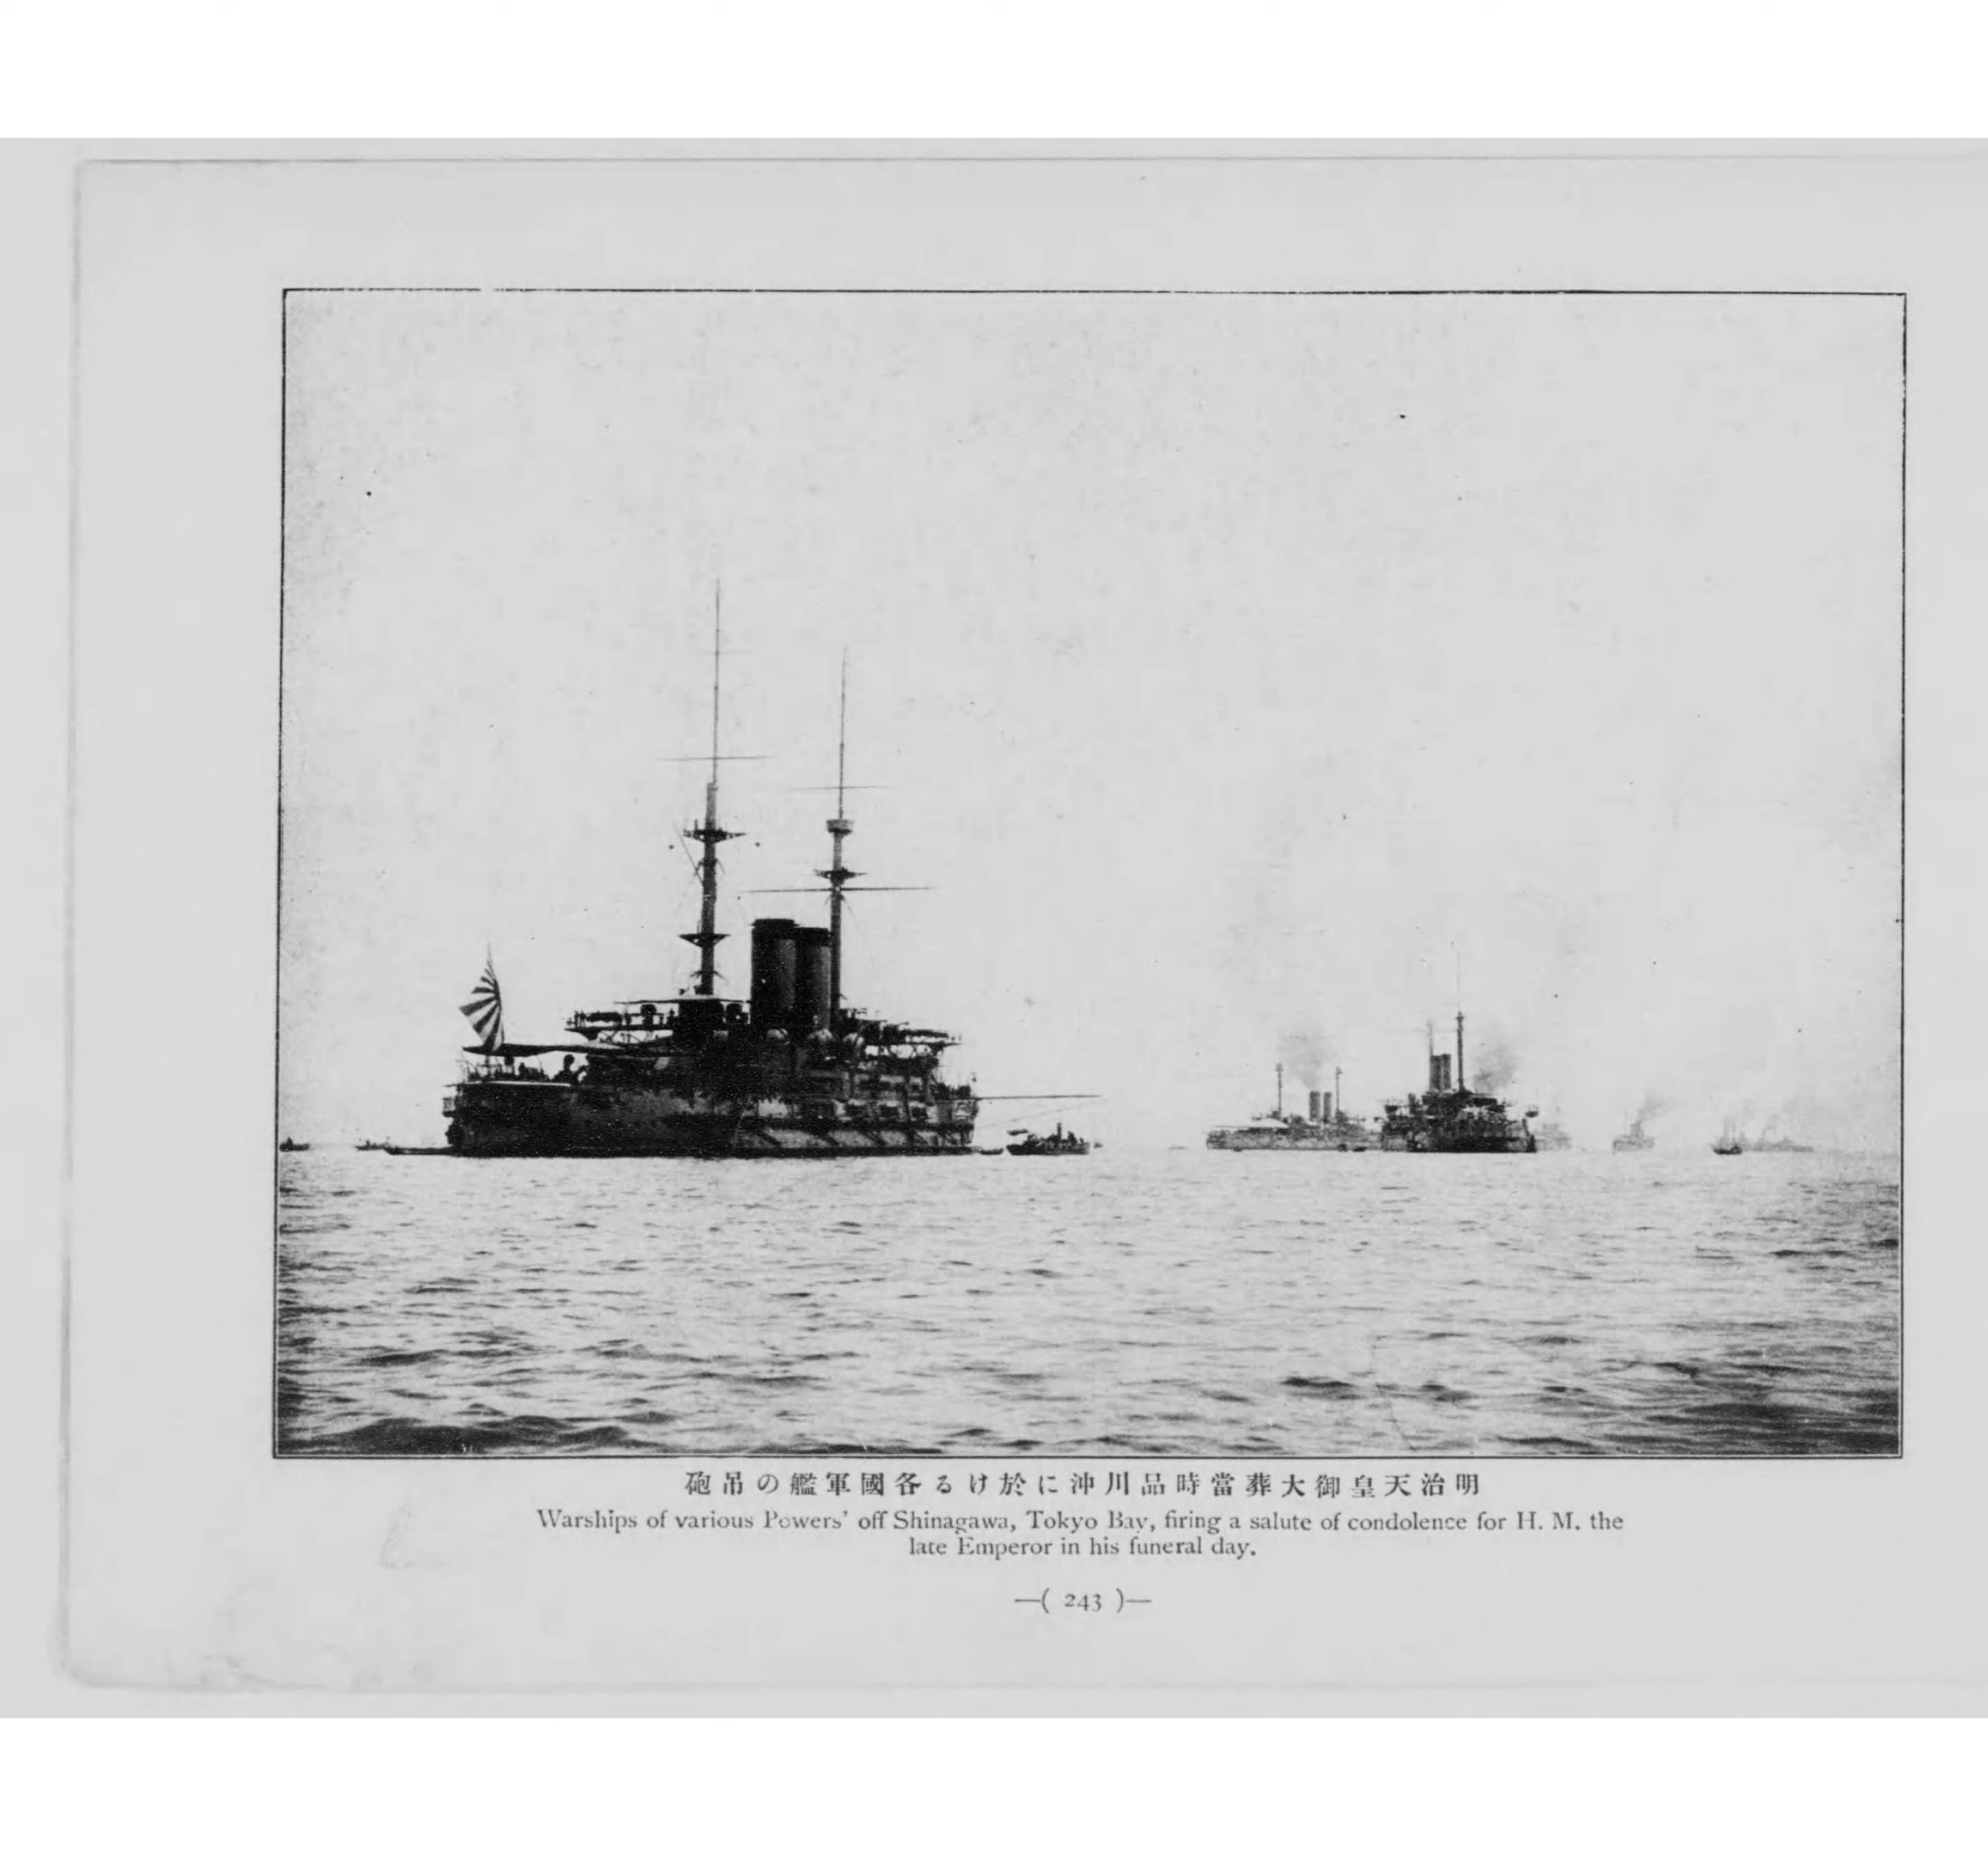 明治天皇御大葬當時品川沖に於ける各國軍艦の吊砲
Warships of various Powers' off Shinagawa, Tokyo Bay, firing a salute of condolence for H. M. the
late Emperor in his funeral day.
—( 243 )—